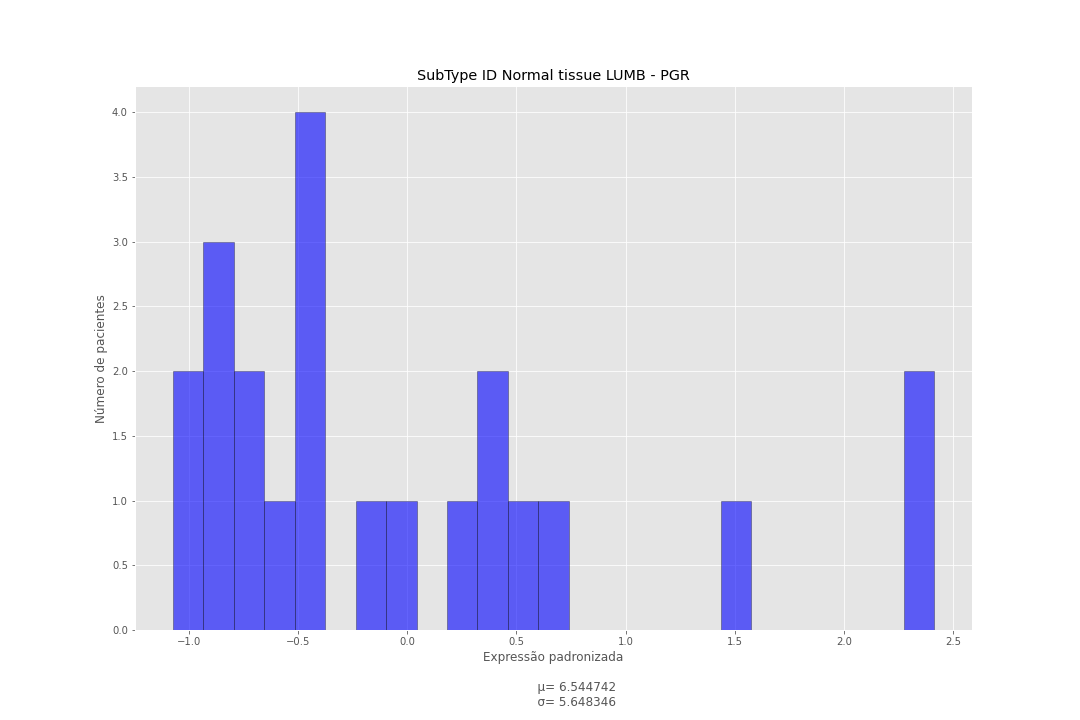 SubType ID Normal tissue LUMB - PGR
4.0
3.5
3.0
2.5
2.0
1.5
1.0
0.5
0.0
Número de pacientes
−1.0 −0.5 0.0 0.5 1.0 1.5 2.0 2.5
Expressão padronizada
μ= 6.544742
σ= 5.648346